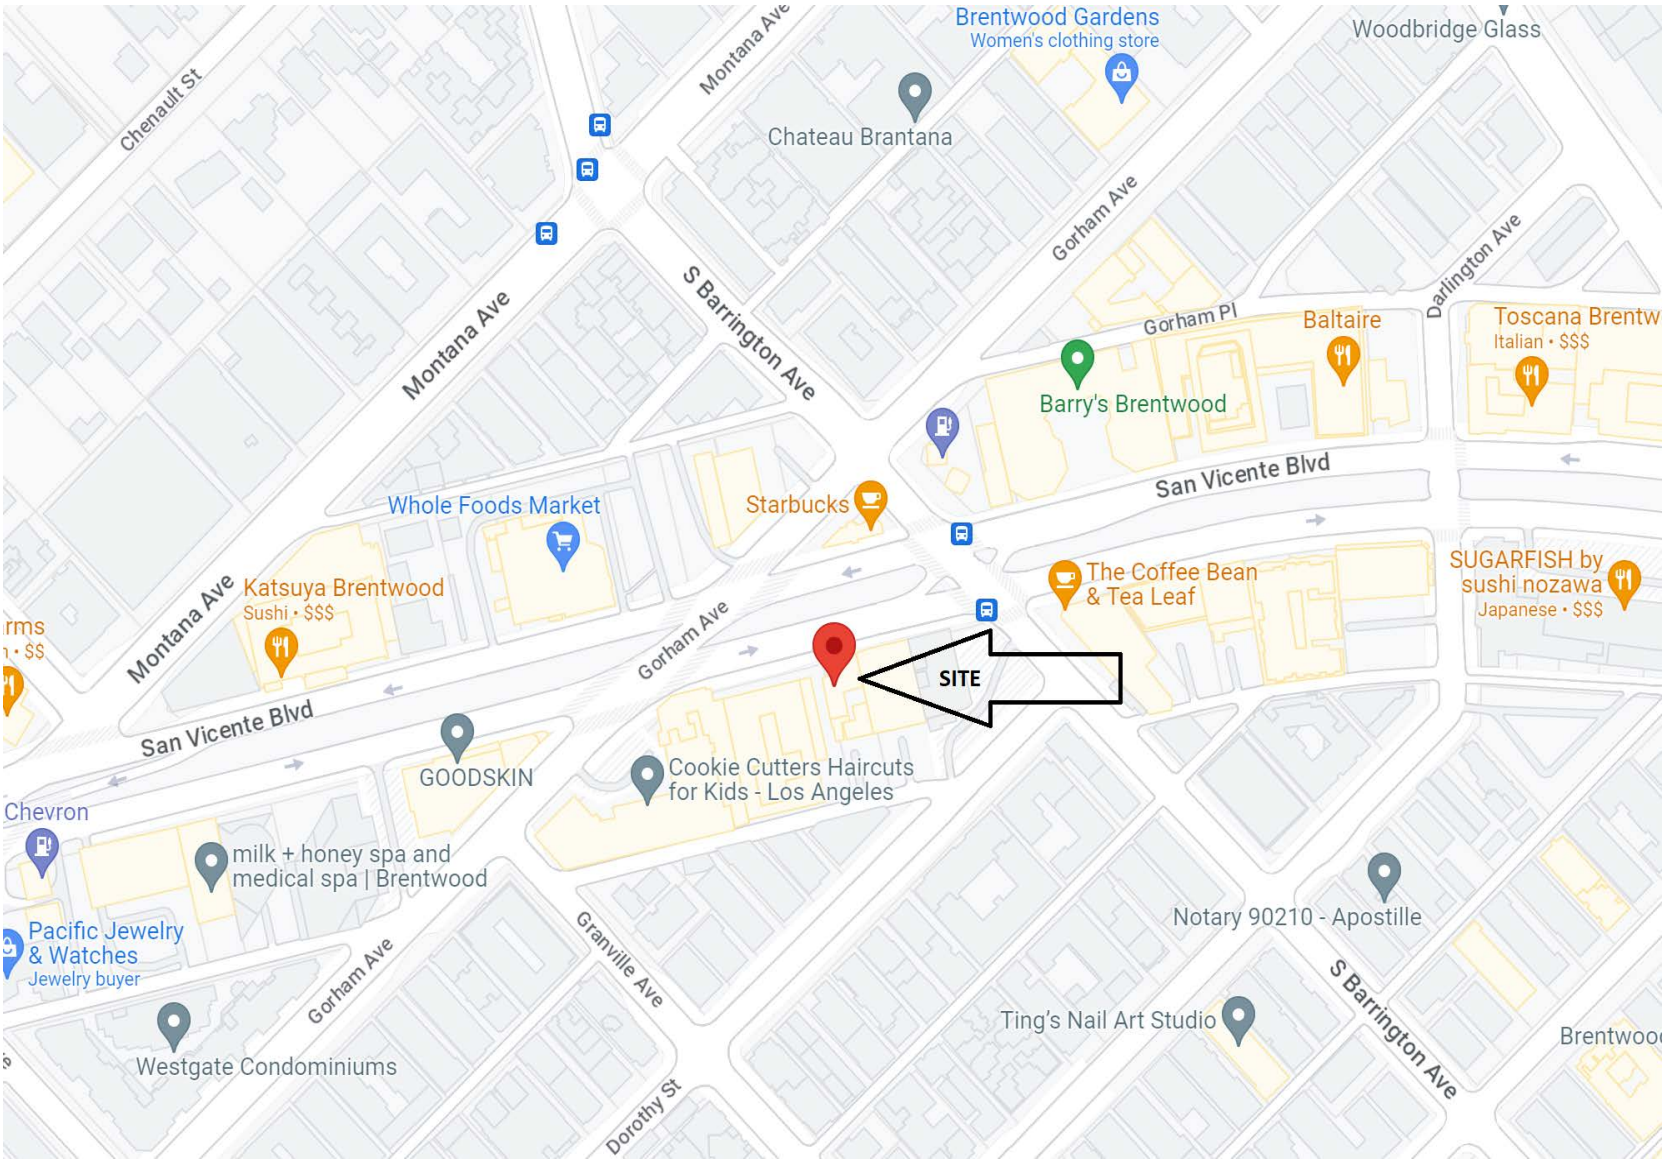 Brentwood Gardens
Women's clothing store
Woodbridge Glass
Montana Ave
Chenault St
Chateau Brantana
Gorham Ave
S Barrington Ave
Montana Ave
Darlington Ave
Gorham Pl
Baltaire
Toscana Brentw
Italian • $$$
Barry's Brentwood
San Vicente Blvd
Whole Foods Market
Starbucks
Katsuya Brentwood
Sushi • $$$
The Coffee Bean
& Tea Leaf
SUGARFISH by
sushi nozawa
Japanese • $$$
Montana Ave
Gorham Ave
rms
• $$
SITE
San Vicente Blvd
GOODSKIN
Cookie Cutters Haircuts
for Kids - Los Angeles
Chevron
milk + honey spa and
medical spa | Brentwood
Notary 90210 - Apostille
Pacific Jewelry
& Watches
Jewelry buyer
Gorham Ave
Granville Ave
S Barrington Ave
Ting's Nail Art Studio
Brentwoo
Westgate Condominiums
Dorothy St